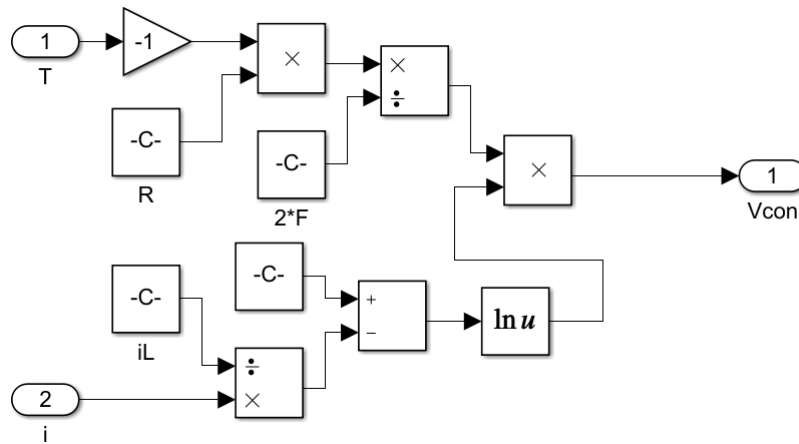 1
T
-1
×
-C-
R
×
÷
-C-
2*F
×
1
Vcon
-C-
iL
-C-
+
−
ln u
÷
×
2
i